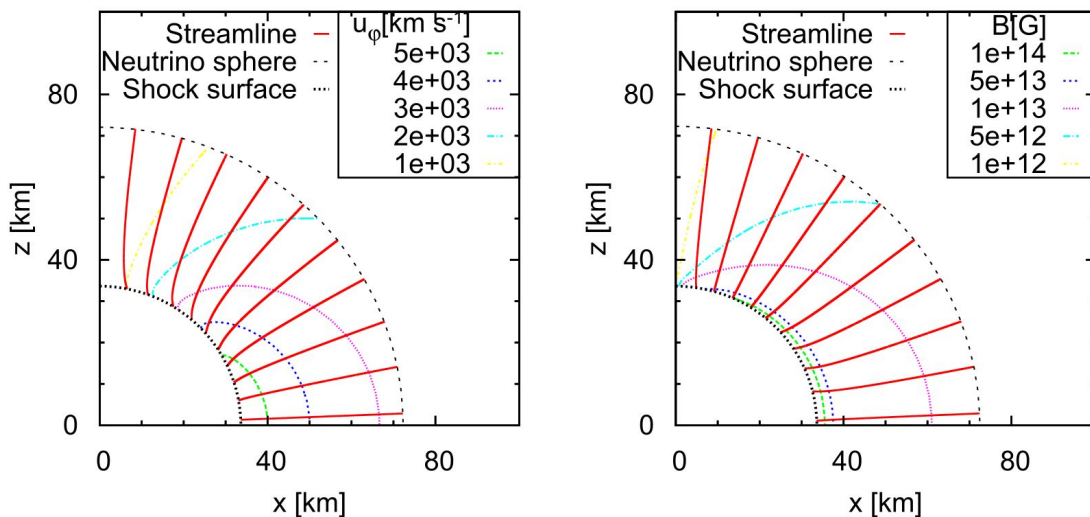 Streamline
Neutrino sphere
Shock surface
uφ[km s⁻¹]
5e+03
4e+03
3e+03
2e+03
1e+03
80
40
0
z [km]
0 40 80
x [km]
Streamline
Neutrino sphere
Shock surface
B[G]
1e+14
5e+13
1e+13
5e+12
1e+12
80
40
0
z [km]
0 40 80
x [km]